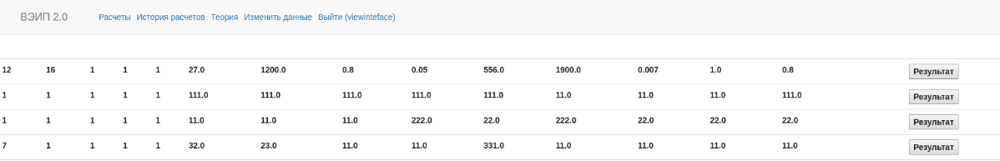 ВЭИП 2.0 Расчеты История расчетов Теория Изменить данные Выйти (viewinteface)
12 16 1 1 1 27.0 1200.0 0.8 0.05 556.0 1900.0 0.007 1.0 0.8 Результат
1 1 1 1 1 111.0 111.0 111.0 111.0 111.0 11.0 11.0 11.0 111.0 Результат
1 1 1 1 1 11.0 11.0 11.0 222.0 22.0 222.0 22.0 22.0 22.0 Результат
7 1 1 1 1 32.0 23.0 11.0 11.0 331.0 11.0 11.0 11.0 11.0 Результат